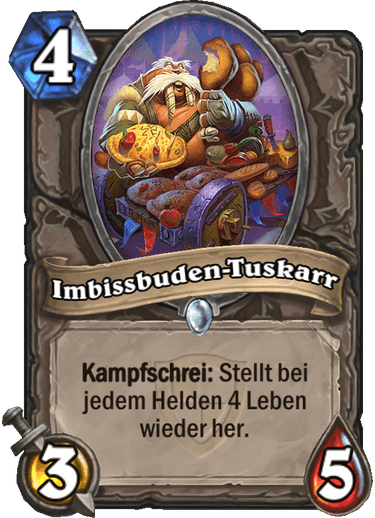 4
Imbissbuden-Tuskarr
Kampfschrei: Stellt bei
jedem Helden 4 Leben
wieder her.
3
5